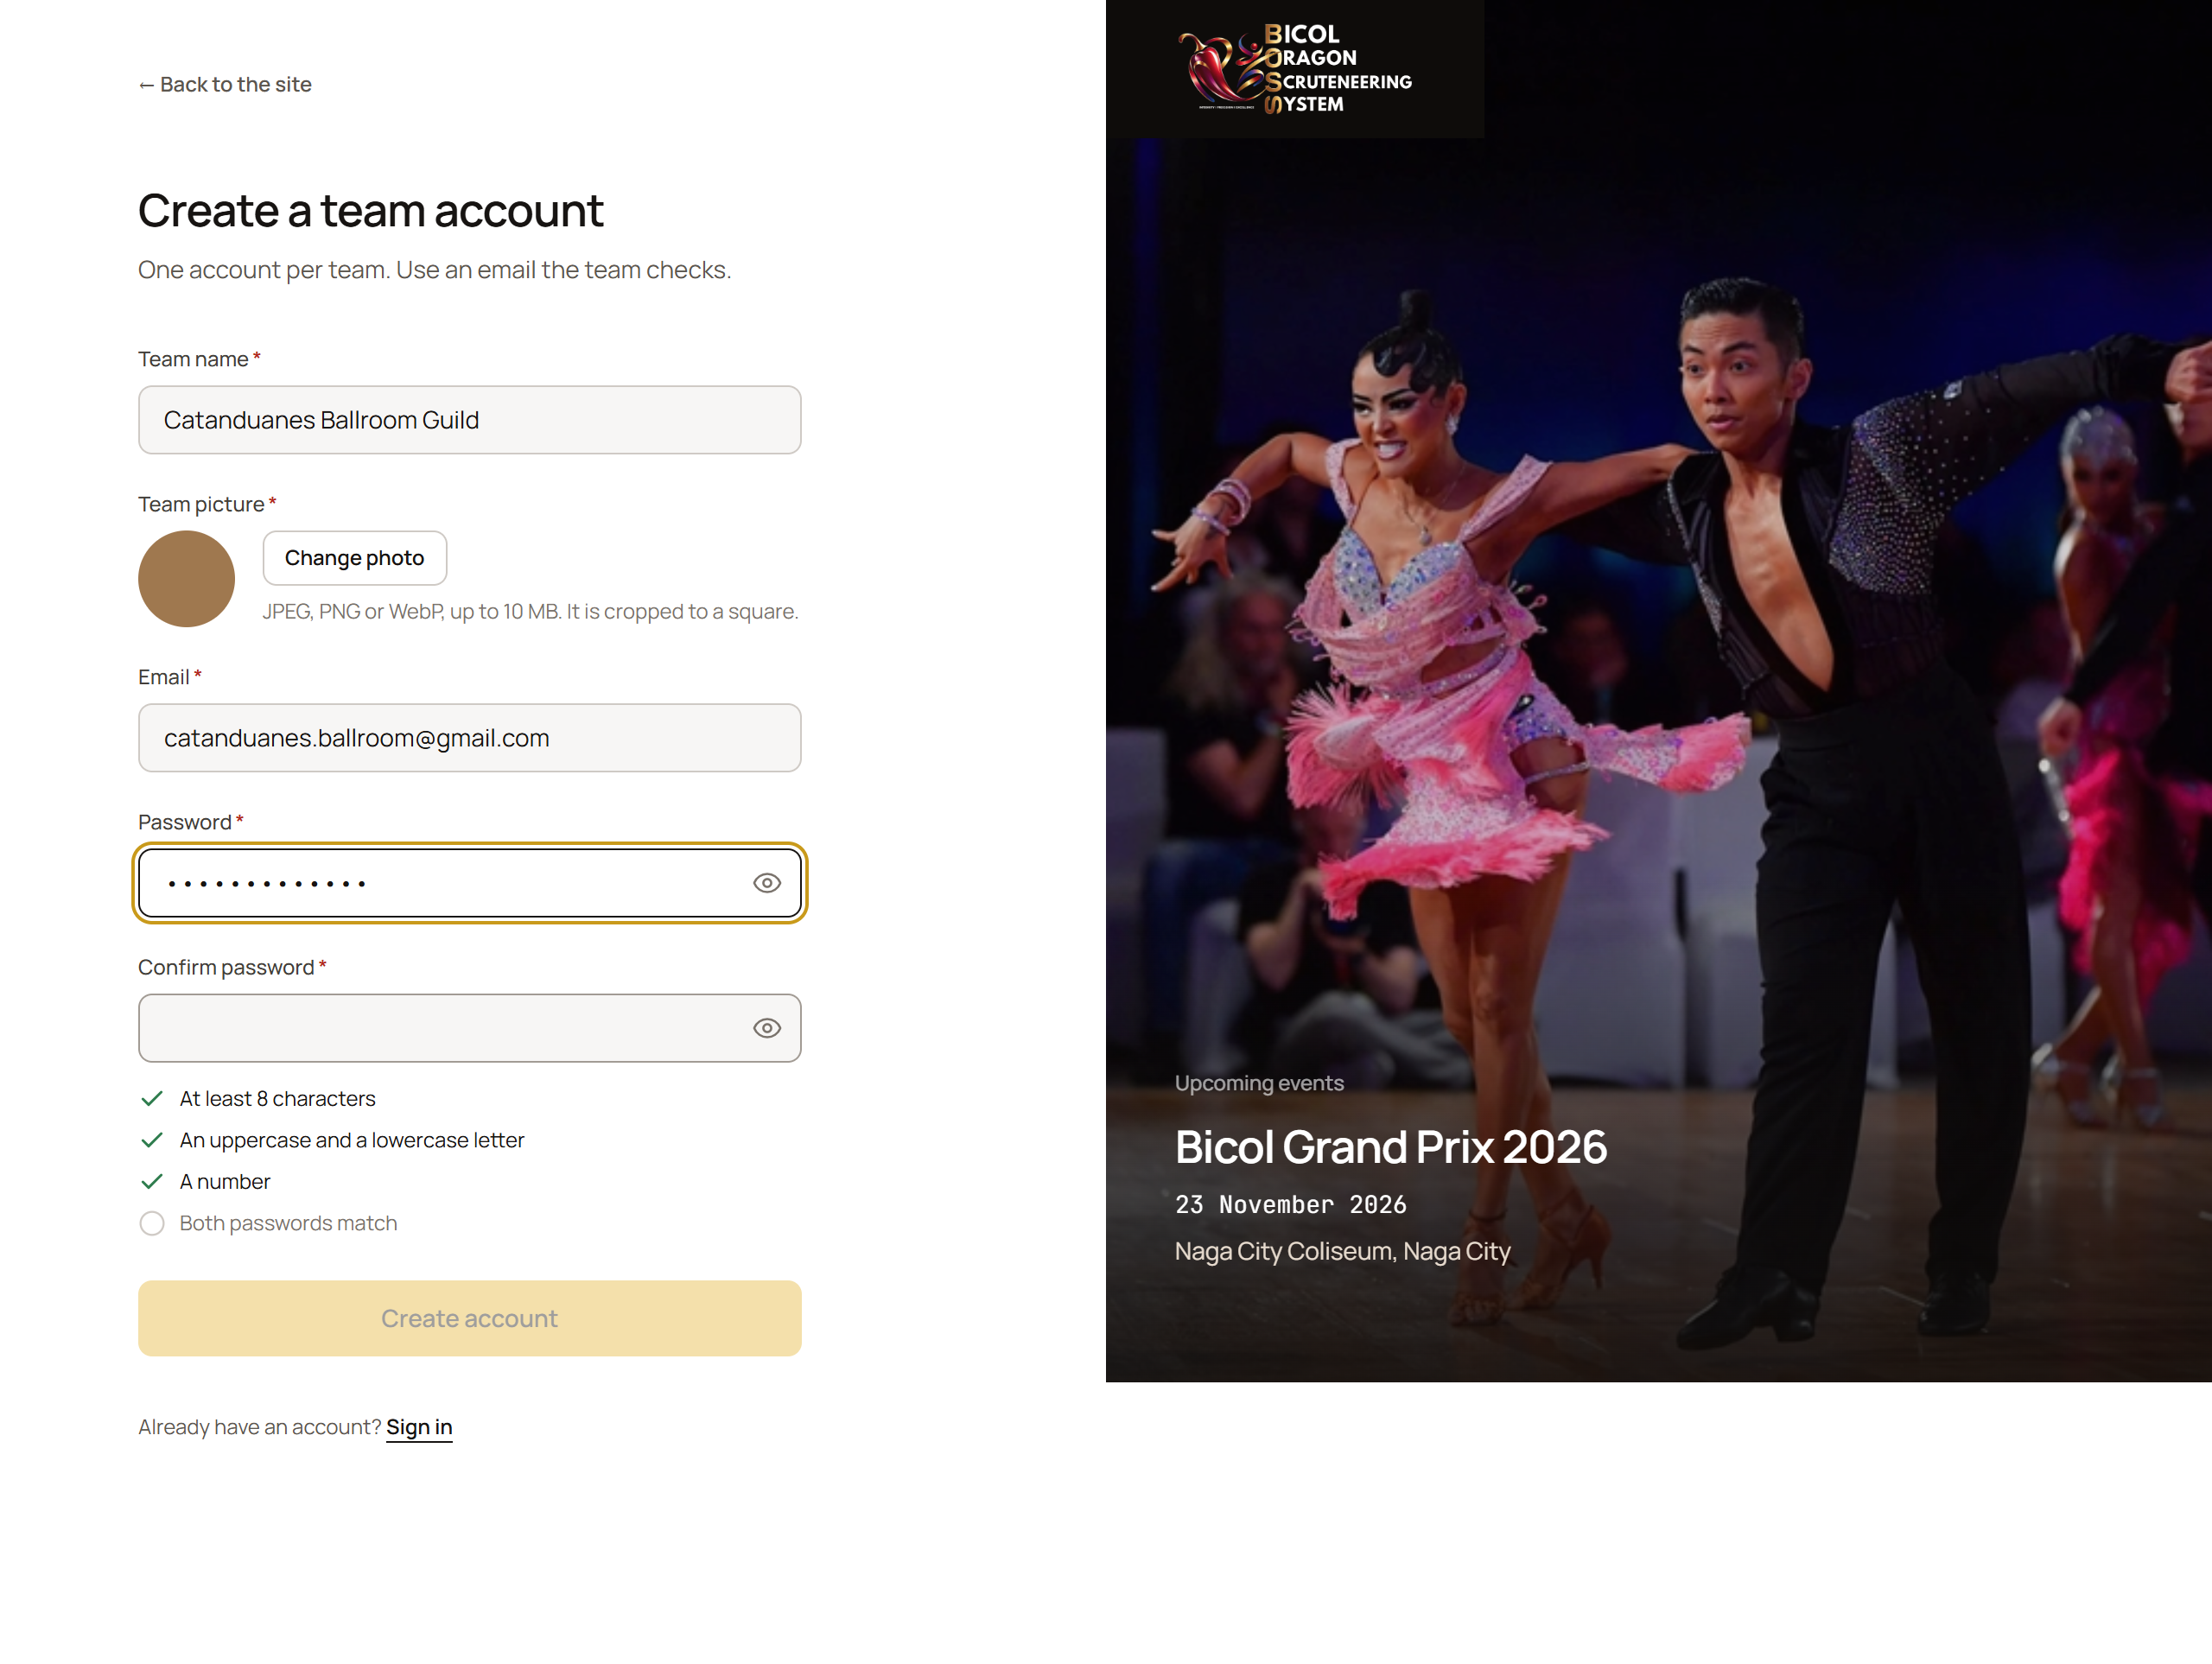 ← Back to the site
Create a team account
One account per team. Use an email the team checks.
Team name *
Catanduanes Ballroom Guild
Team picture *
Change photo
JPEG, PNG or WebP, up to 10 MB. It is cropped to a square.
Email *
catanduanes.ballroom@gmail.com
Password *
•••••••••••••
Confirm password *
At least 8 characters
An uppercase and a lowercase letter
A number
Both passwords match
Create account
Already have an account? Sign in
BICOL
ORAGON
SCRUTENEERING
SYSTEM
Upcoming events
Bicol Grand Prix 2026
23 November 2026
Naga City Coliseum, Naga City